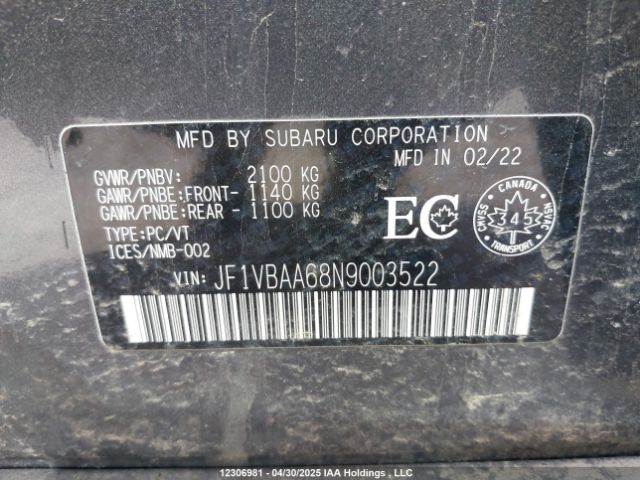 MFD BY SUBARU CORPORATION
MFD IN 02/22
GVWR/PNBV: 2100 KG
GAWR/PNBE:FRONT- 1140 KG
GAWR/PNBE:REAR - 1100 KG
TYPE:PC/VT
ICES/NMB-002
EC
CANADA
CMVSS
NSVAC
345
TRANSPORT
VIN: JF1VBAA68N9003522
12306981 - 04/30/2025 IAA Holdings , LLC